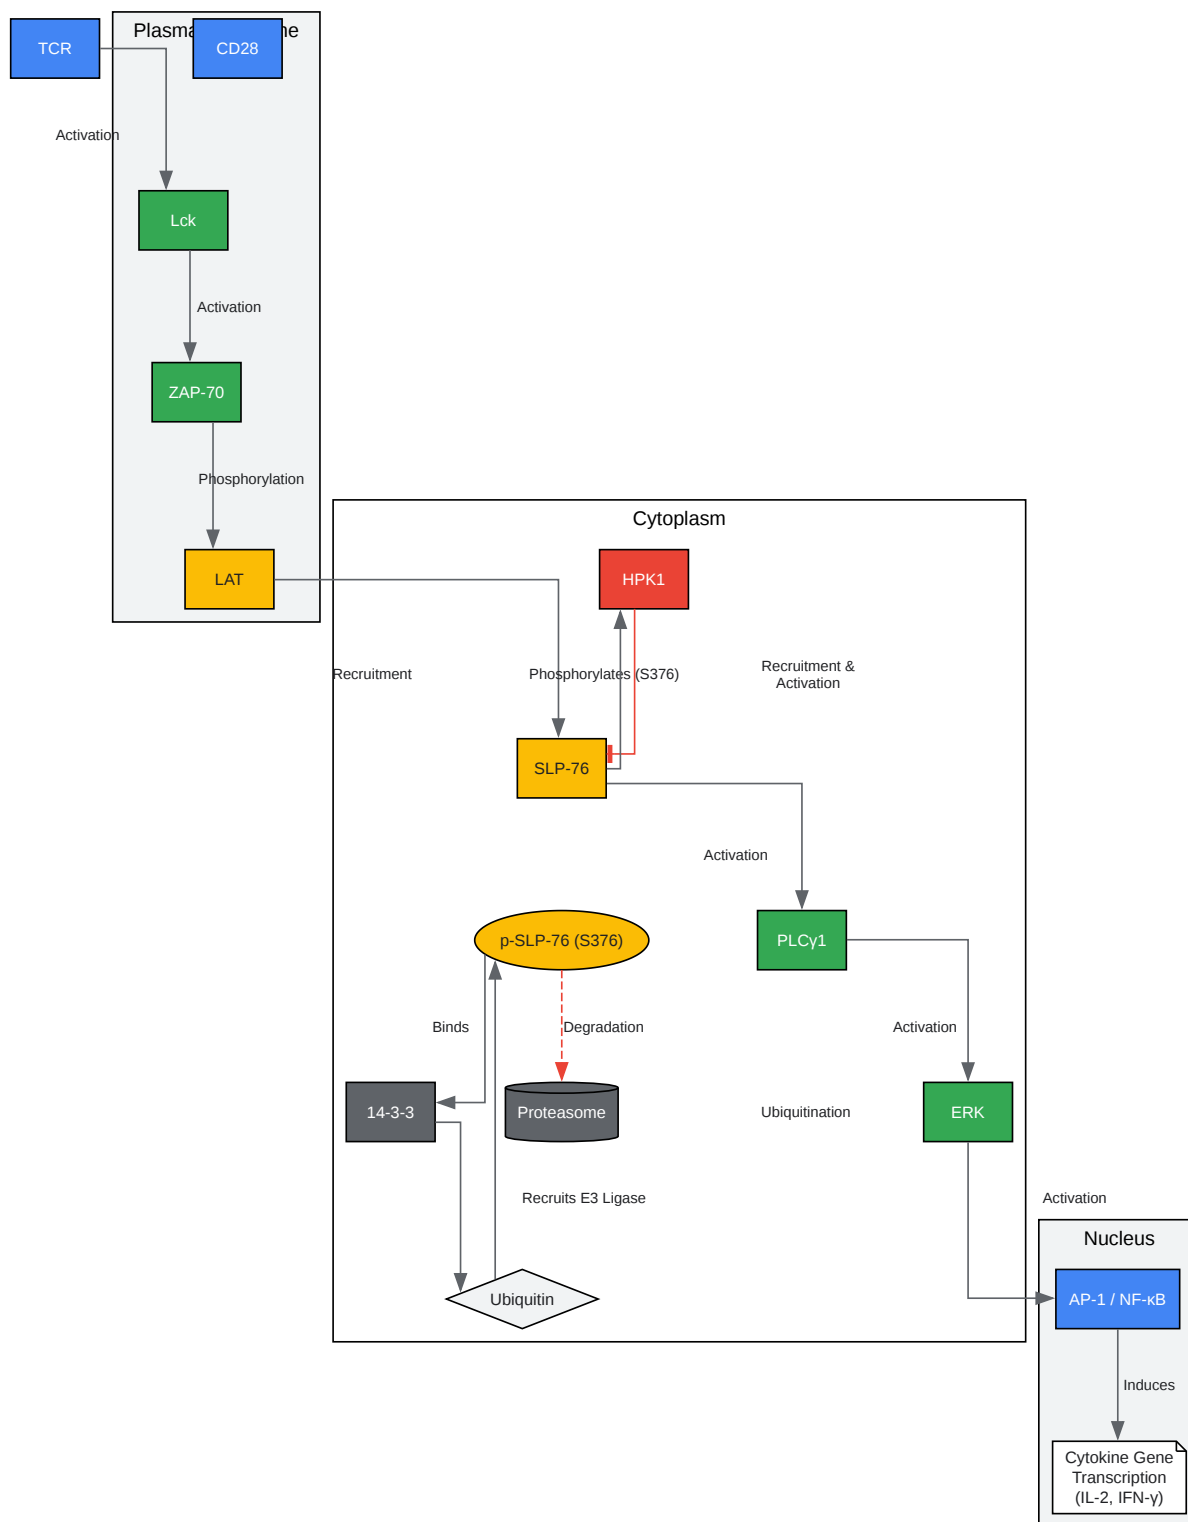 TCR
Plasma
ne
CD28
Activation
Lck
Activation
ZAP-70
Phosphorylation
Cytoplasm
LAT
HPK1
Recruitment
Phosphorylates (S376)
Recruitment &
Activation
SLP-76
Activation
p-SLP-76 (S376)
PLCγ1
Binds
Degradation
Activation
14-3-3
Proteasome
Ubiquitination
ERK
Recruits E3 Ligase
Activation
Nucleus
Ubiquitin
AP-1 / NF-κB
Induces
Cytokine Gene
Transcription
(IL-2, IFN-γ)